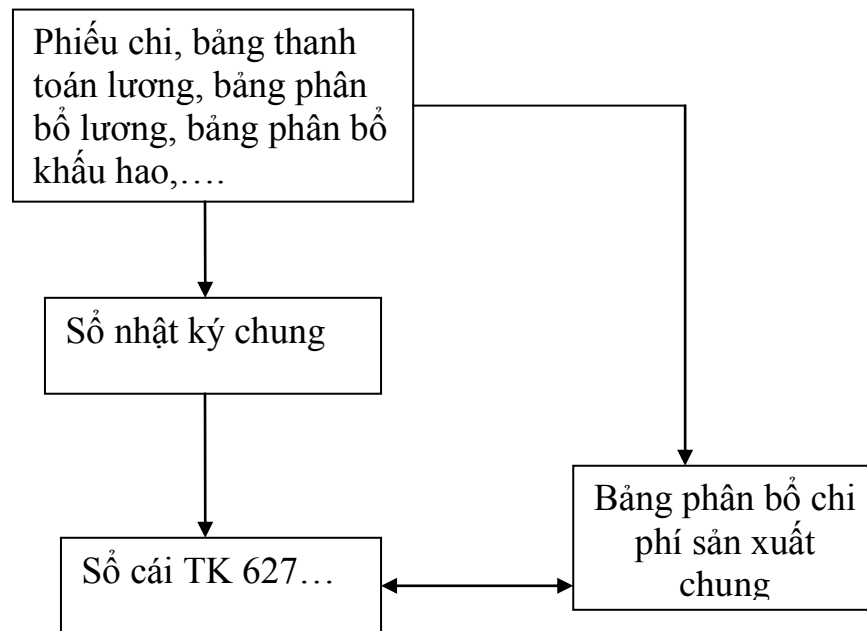 Phiếu chi, bảng thanh
toán lương, bảng phân
bổ lương, bảng phân bổ
khấu hao,….
Sổ nhật ký chung
Bảng phân bổ chi
phí sản xuất
chung
Sổ cái TK 627…